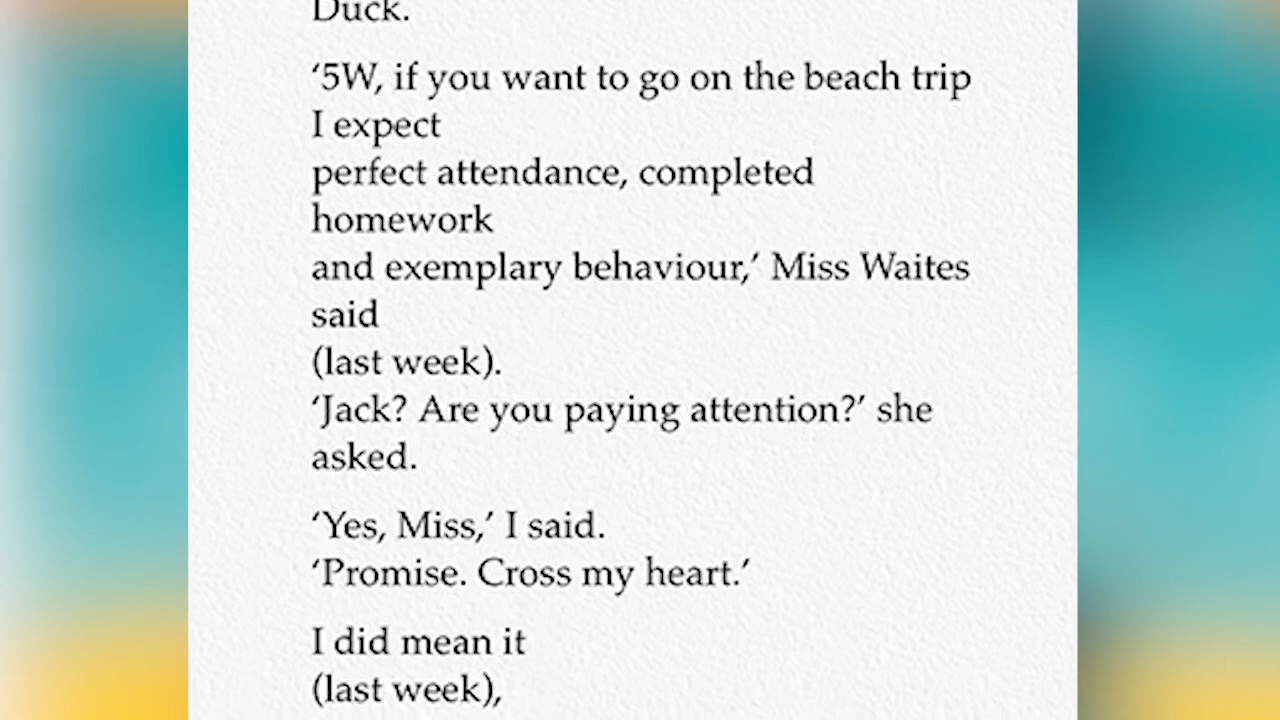 Duck.
‘5W, if you want to go on the beach trip
I expect
perfect attendance, completed
homework
and exemplary behaviour,’ Miss Waites
said
(last week).
‘Jack? Are you paying attention?’ she
asked.
‘Yes, Miss,’ I said.
‘Promise. Cross my heart.’
I did mean it
(last week),